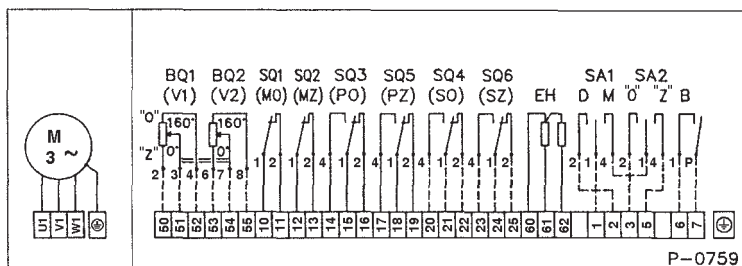 BQ1 BQ2 SQ1 SQ2 SQ3 SQ5 SQ4 SQ6 SA1 SA2
(V1) (V2) (M0) (MZ) (PO) (PZ) (SO) (SZ) EH D M "0" "Z" B
"0" 160° 160°
"Z" 0° 0°
M
3 ~
2 3 4 6 7 8 1 2 1 2 4 1 2 4 1 2 4 1 2 4 1 2 2 1 4 2 1 4 1 P
U1 V1 W1
50 51 52 53 54 55 10 11 12 13 14 15 16 17 18 19 20 21 22 23 24 25 60 61 62 1 2 3 5 6 7
P-0759